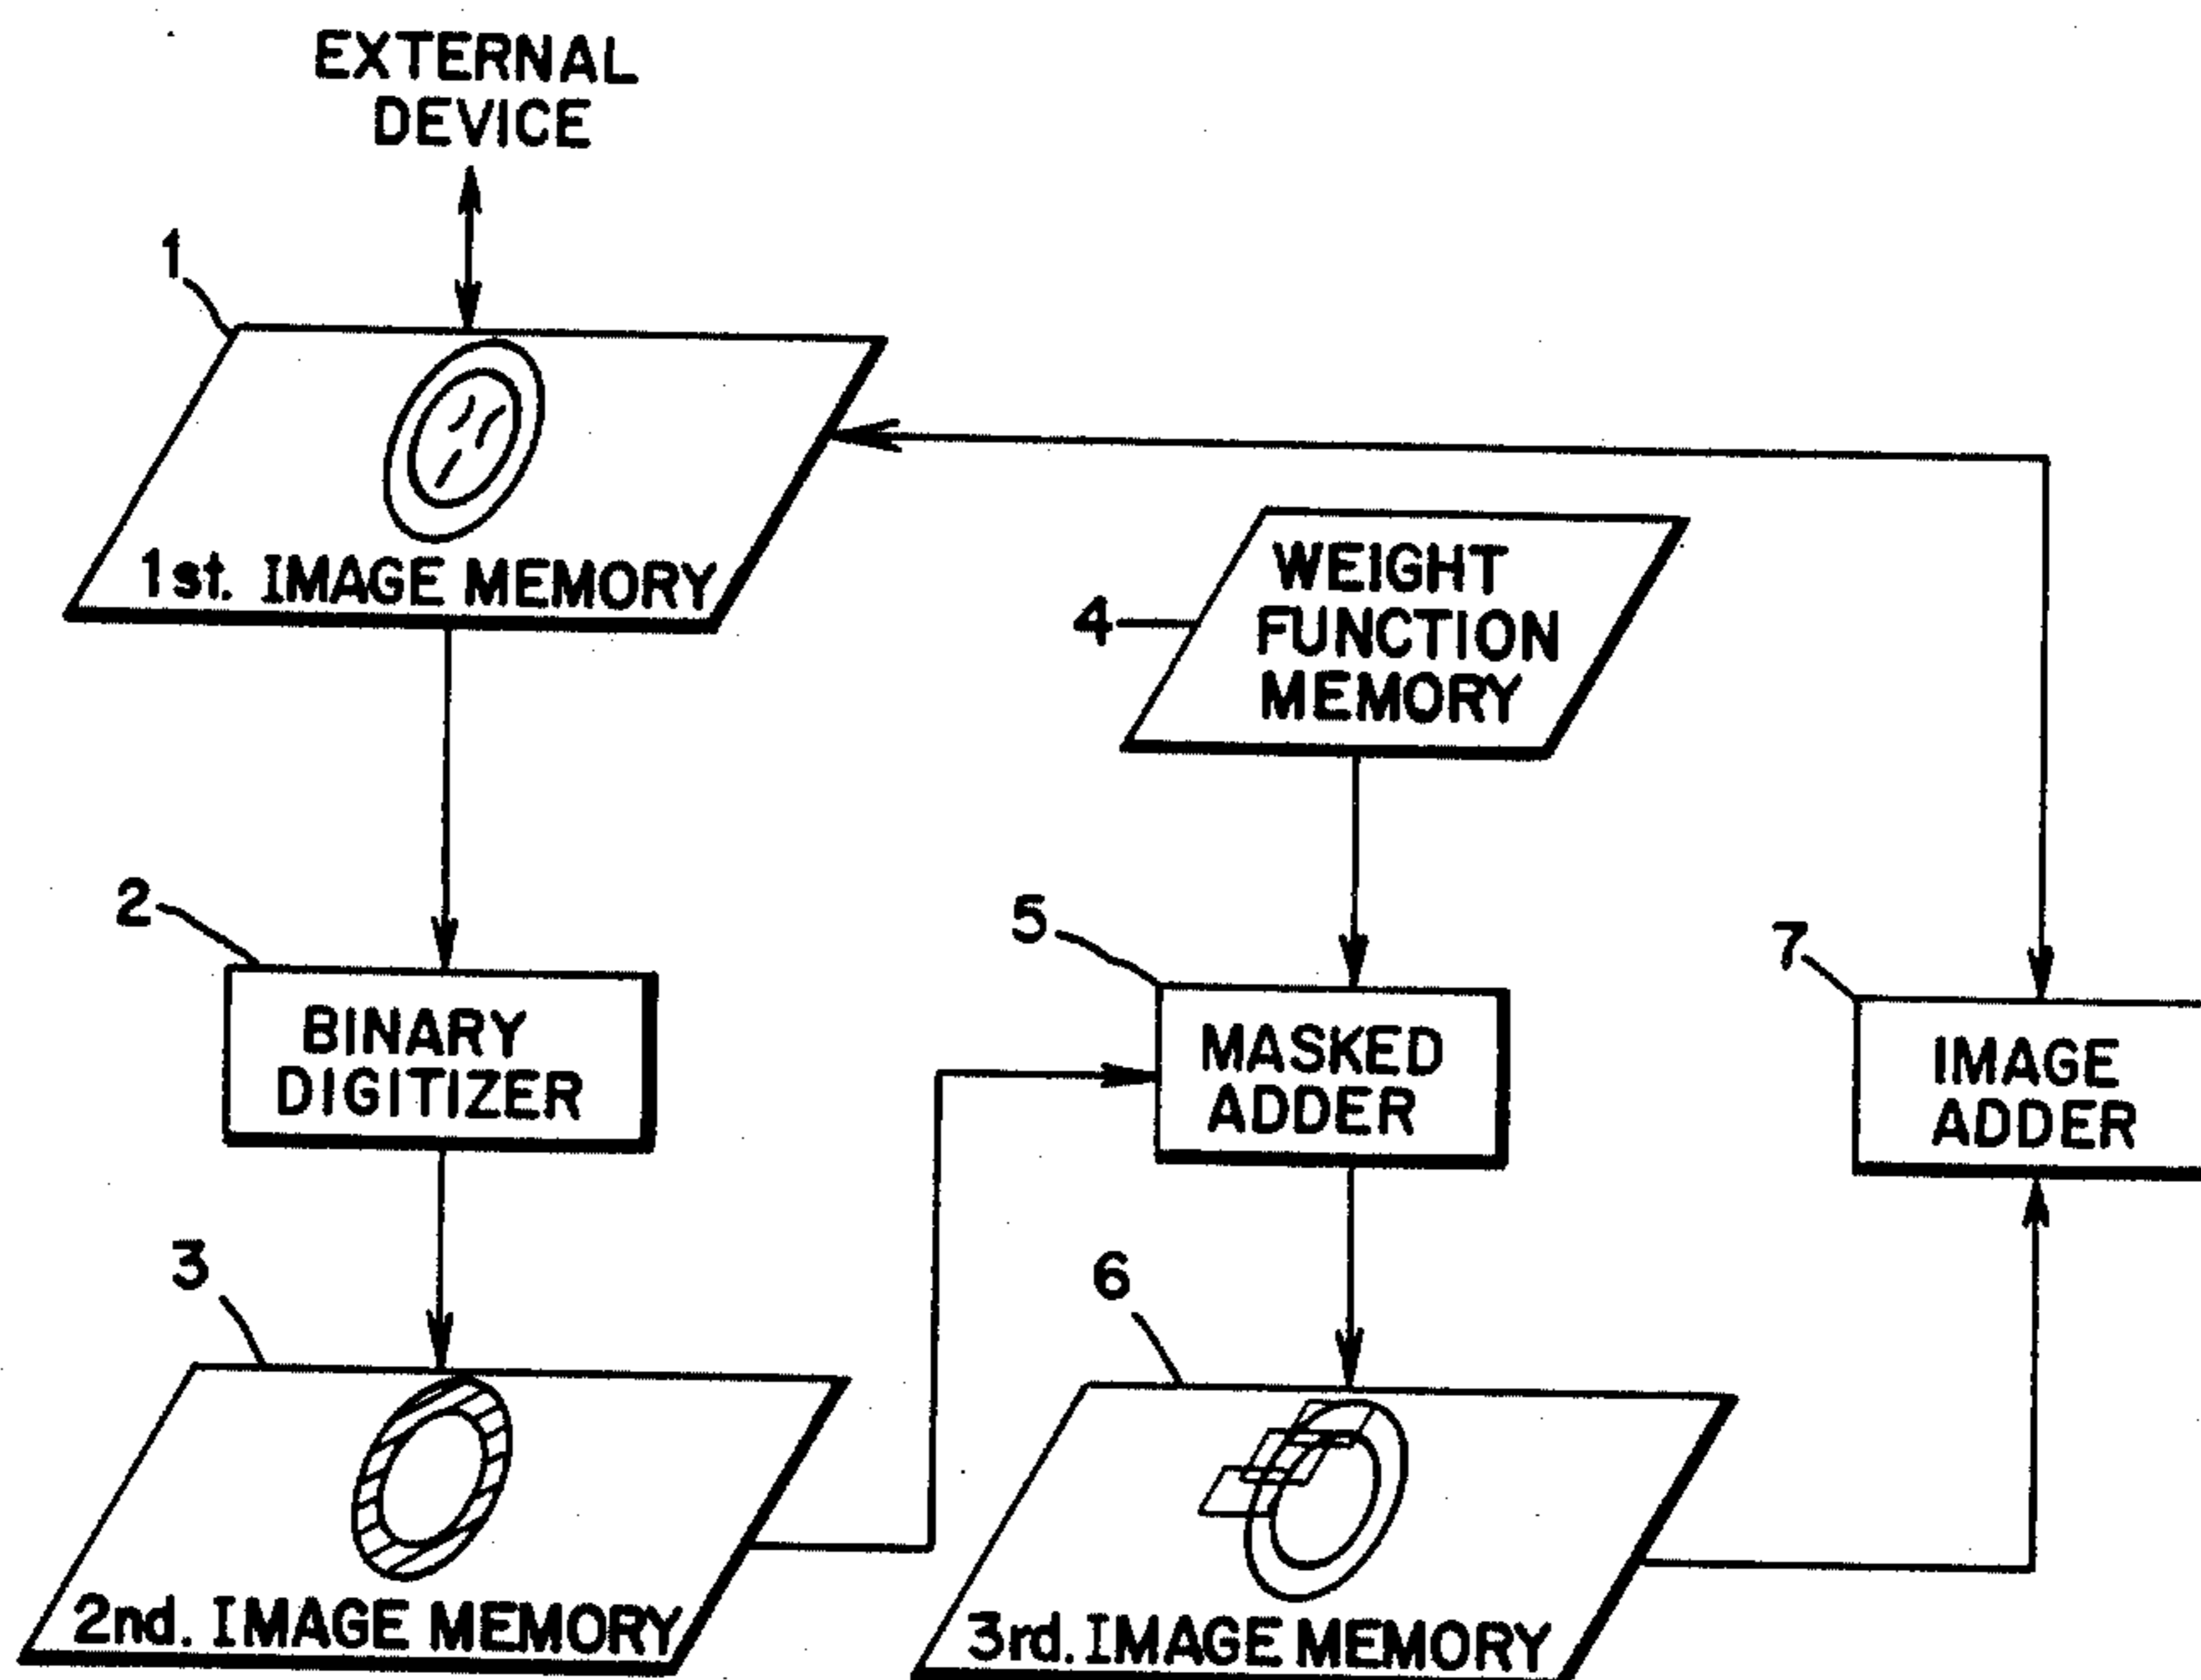 EXTERNAL
DEVICE
1
1st. IMAGE MEMORY
WEIGHT
FUNCTION
MEMORY
4
2
BINARY
DIGITIZER
5
MASKED
ADDER
7
IMAGE
ADDER
3
2nd. IMAGE MEMORY
6
3rd. IMAGE MEMORY